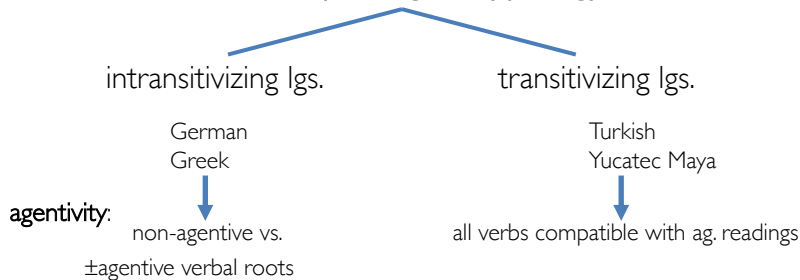 intransitivizing lgs.
transitivizing lgs.
German
Turkish
Greek
Yucatec Maya
agentivity:
non-agentive vs.
all verbs compatible with ag. readings
±agentive verbal roots